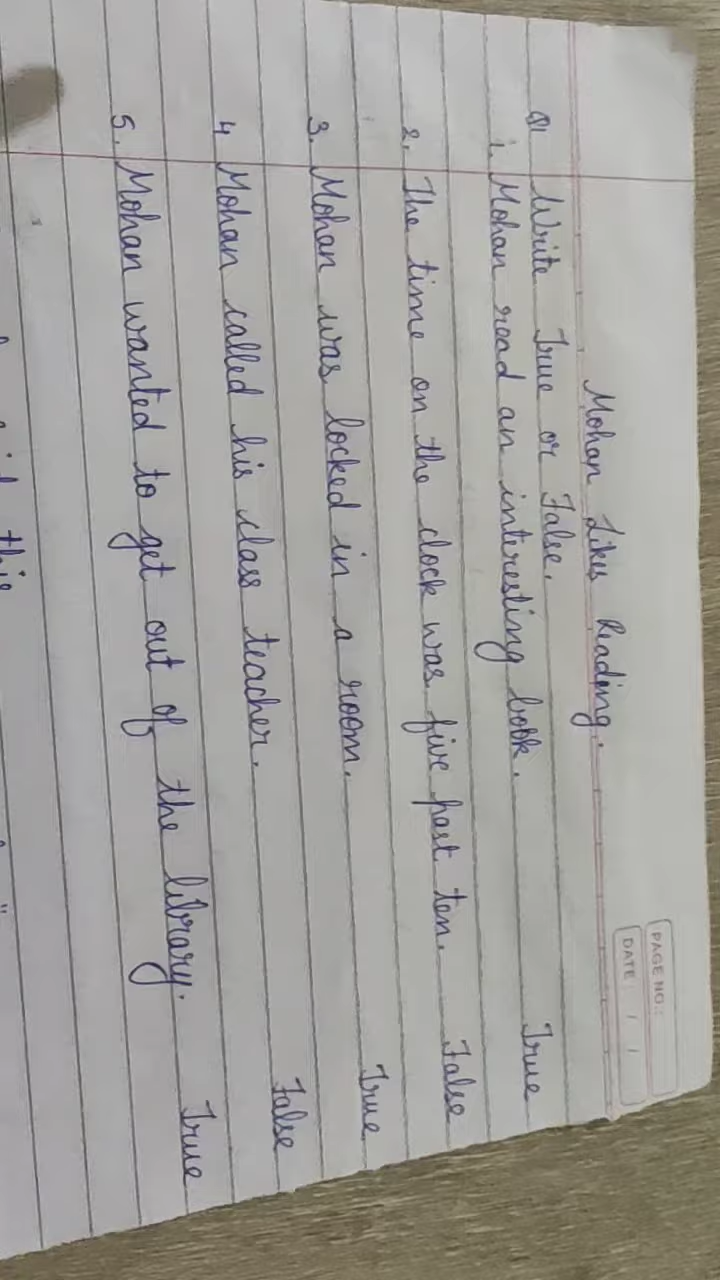 PAGE NO.:
DATE: / /
Mohan Likes Reading.
Q1 Write True or False.
1. Mohan read an interesting book. True
2. The time on the clock was five past ten. False
3. Mohan was locked in a room. True
4 Mohan called his class teacher. False
5. Mohan wanted to get out of the library. True
this